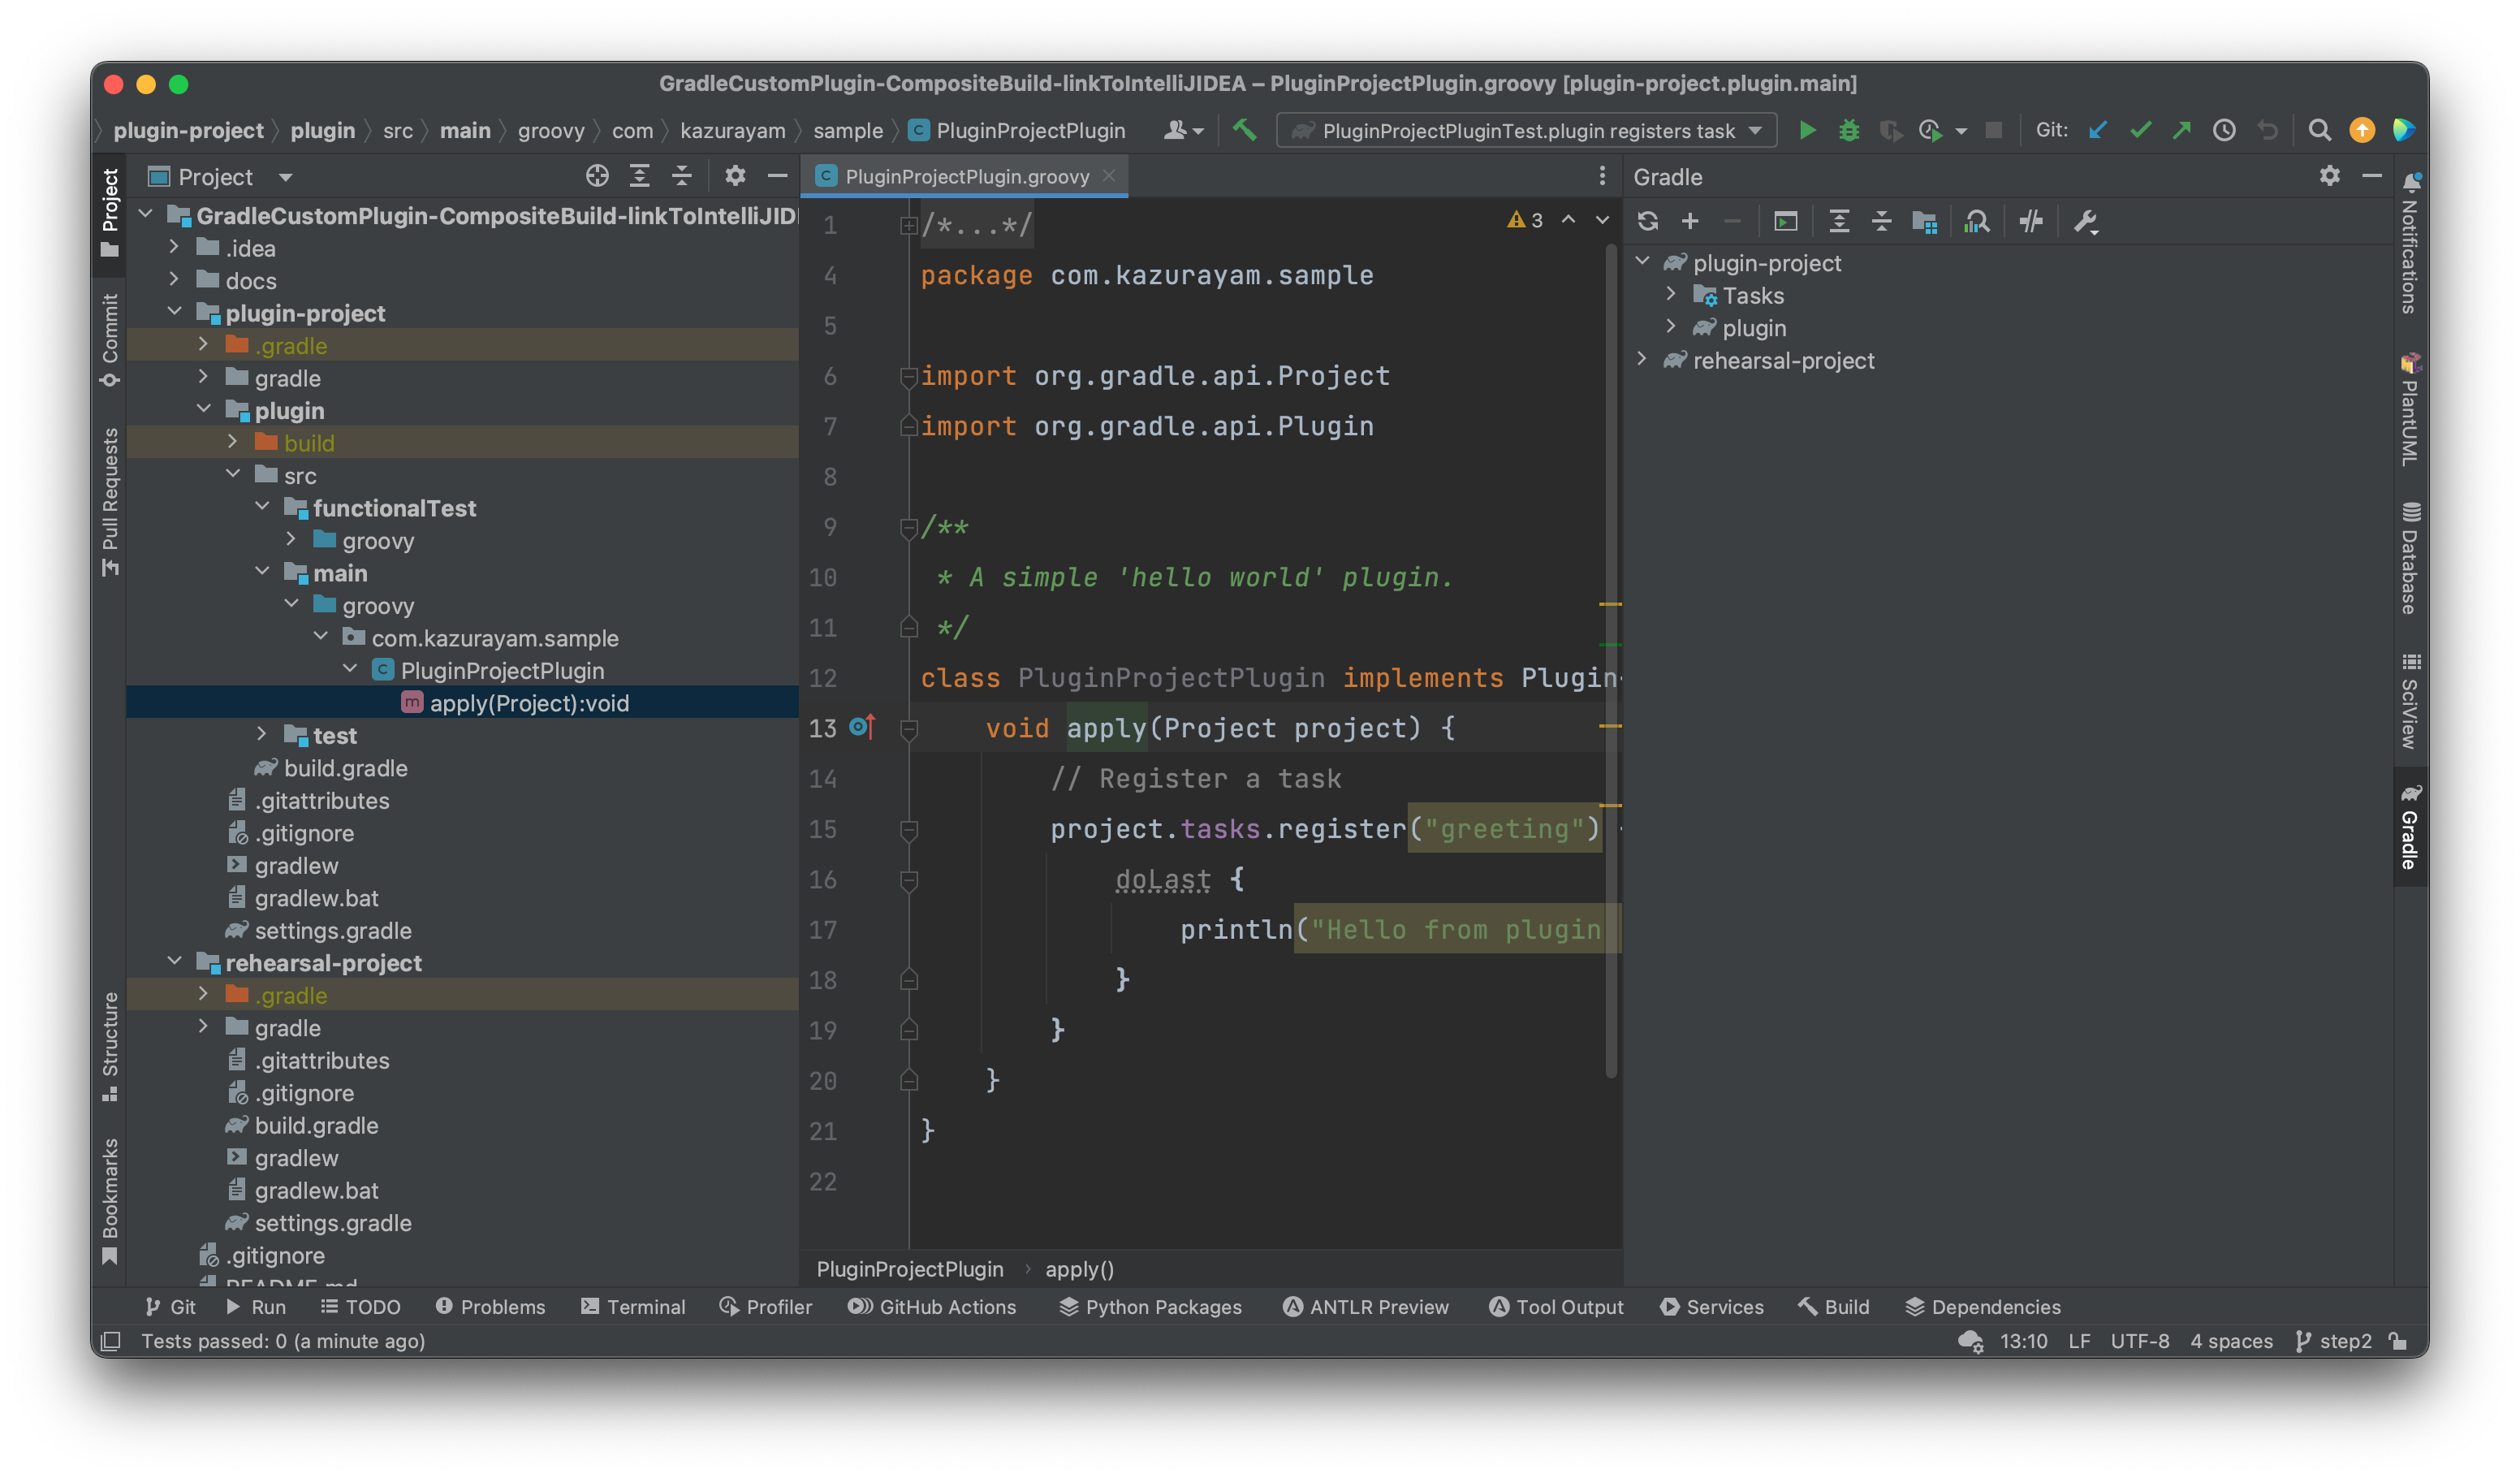 GradleCustomPlugin-CompositeBuild-linkToIntelliJIDEA – PluginProjectPlugin.groovy [plugin-project.plugin.main]
plugin-project plugin src main groovy com kazurayam sample PluginProjectPlugin
PluginProjectPluginTest.plugin registers task
Git:
Project
Commit
Pull Requests
Structure
Bookmarks
Project
GradleCustomPlugin-CompositeBuild-linkToIntelliJID
.idea
docs
plugin-project
.gradle
gradle
plugin
build
src
functionalTest
groovy
main
groovy
com.kazurayam.sample
PluginProjectPlugin
apply(Project):void
test
build.gradle
.gitattributes
.gitignore
gradlew
gradlew.bat
settings.gradle
rehearsal-project
.gradle
gradle
.gitattributes
.gitignore
build.gradle
gradlew
gradlew.bat
settings.gradle
.gitignore
README.md
PluginProjectPlugin.groovy
3
1 /*...*/
4 package com.kazurayam.sample
5
6 import org.gradle.api.Project
7 import org.gradle.api.Plugin
8
9 /**
10 * A simple 'hello world' plugin.
11 */
12 class PluginProjectPlugin implements Plugin
13 void apply(Project project) {
14 // Register a task
15 project.tasks.register("greeting")
16 doLast {
17 println("Hello from plugin
18 }
19 }
20 }
21 }
22
PluginProjectPlugin › apply()
Gradle
plugin-project
Tasks
plugin
rehearsal-project
Notifications
PlantUML
Database
SciView
Gradle
Git Run TODO Problems Terminal Profiler GitHub Actions Python Packages ANTLR Preview Tool Output Services Build Dependencies
Tests passed: 0 (a minute ago)
13:10 LF UTF-8 4 spaces step2